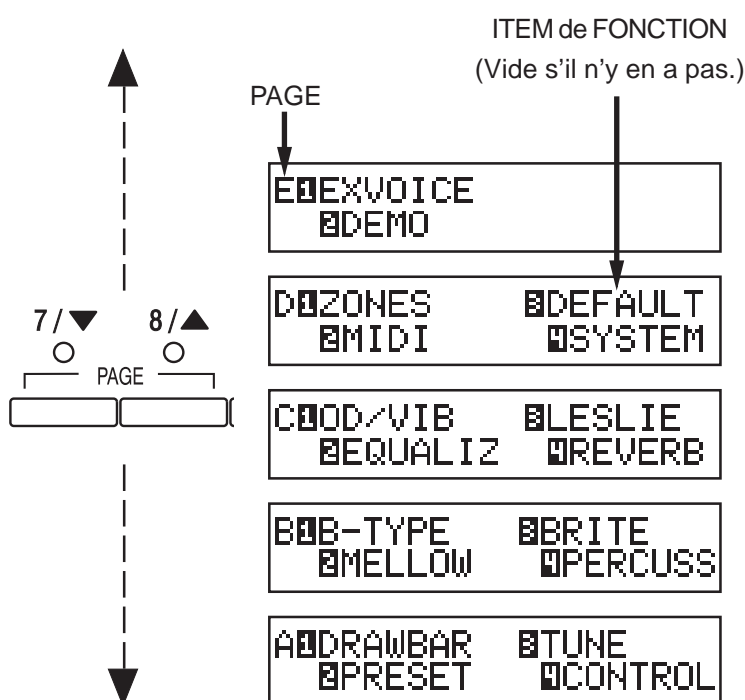 ITEM de FONCTION
(Vide s'il n'y en a pas.)
PAGE
E1EXVOICE
2DEMO
D1ZONES 3DEFAULT
2MIDI 4SYSTEM
7/▼ 8/▲
PAGE
C1OD/VIB 3LESLIE
2EQUALIZ 4REVERB
B1B-TYPE 3BRITE
2MELLOW 4PERCUSS
A1DRAWBAR 3TUNE
2PRESET 4CONTROL